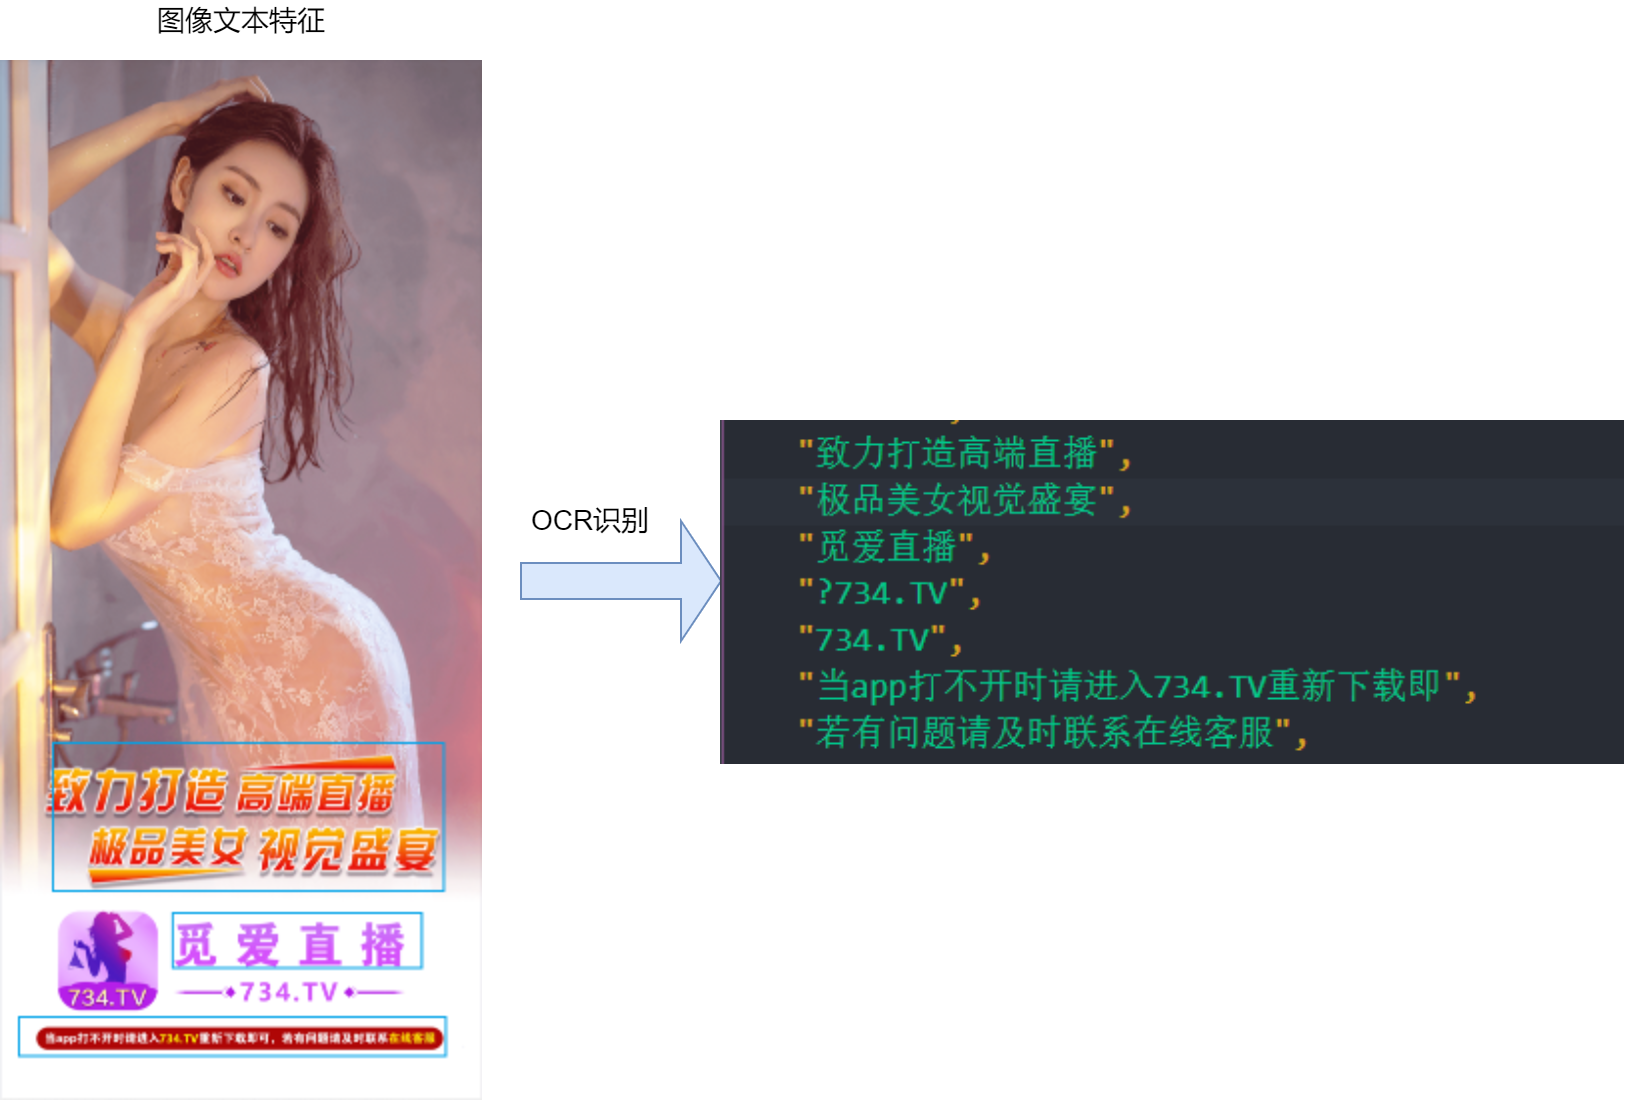 图像文本特征
致力打造 高端直播
极品美女 视觉盛宴
觅爱直播
734.TV
734.TV
当app打不开时请进入734.TV重新下载即可，若有问题请及时联系在线客服
OCR识别
"致力打造高端直播",
"极品美女视觉盛宴",
"觅爱直播",
"?734.TV",
"734.TV",
"当app打不开时请进入734.TV重新下载即",
"若有问题请及时联系在线客服",